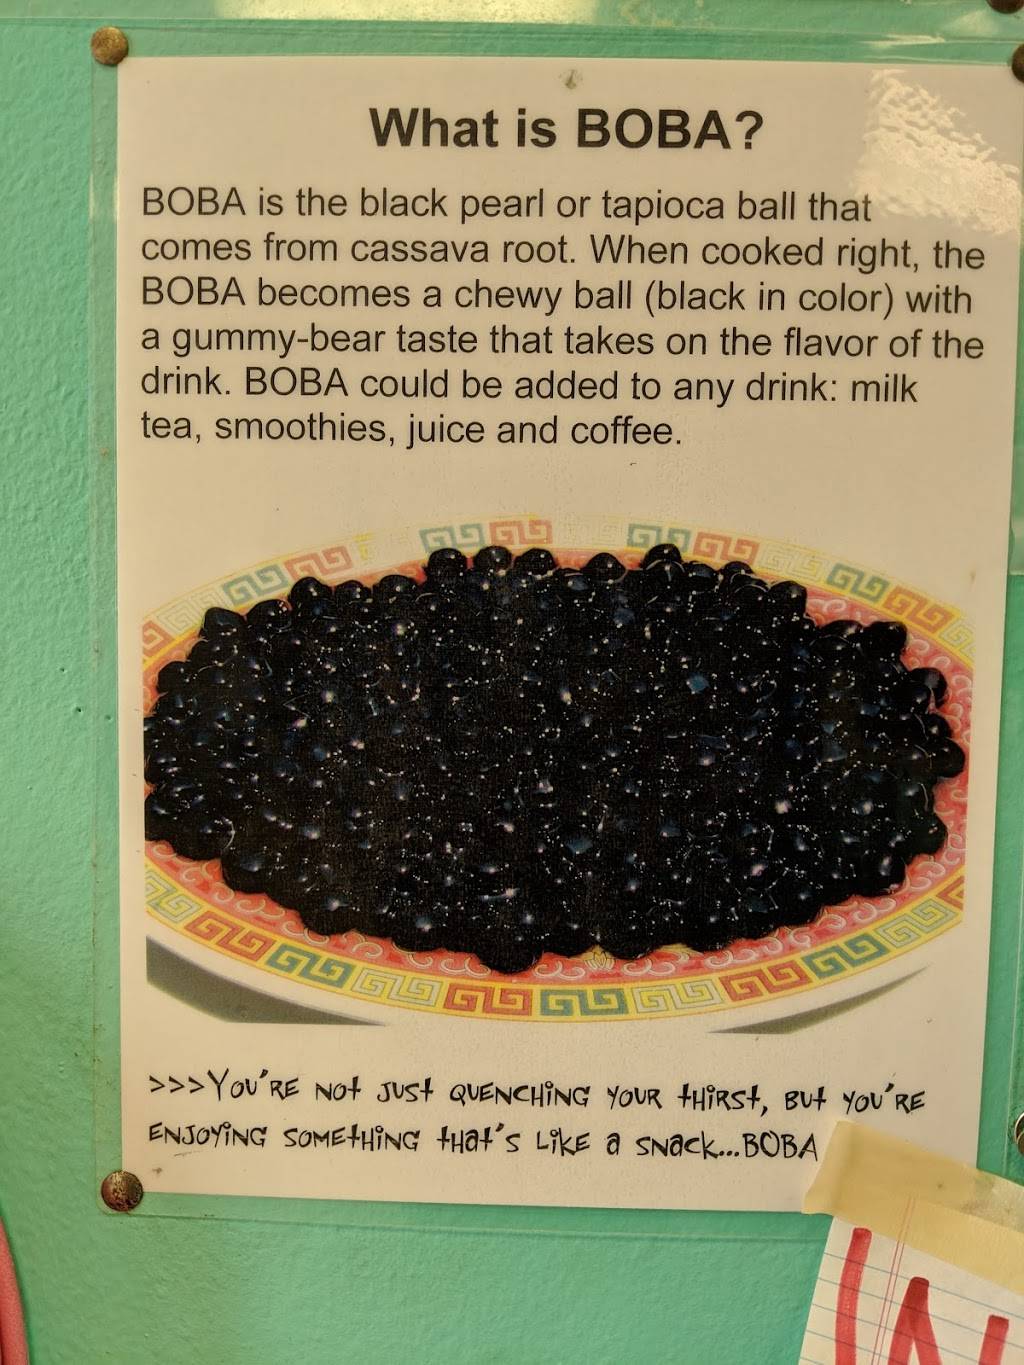 What is BOBA?
BOBA is the black pearl or tapioca ball that
comes from cassava root. When cooked right, the
BOBA becomes a chewy ball (black in color) with
a gummy-bear taste that takes on the flavor of the
drink. BOBA could be added to any drink: milk
tea, smoothies, juice and coffee.
>>>You're not just quenching your thirst, but you're
enjoying something that's like a snack...BOBA